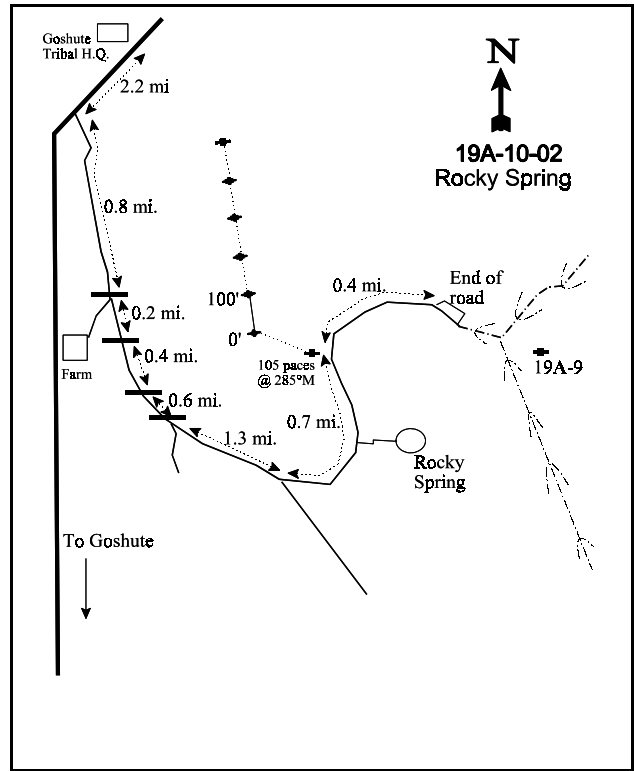 Goshute
Tribal H.Q.
2.2 mi
N
19A-10-02
Rocky Spring
0.8 mi.
0.4 mi.
End of
road
100'
0.2 mi.
0'
105 paces
@ 285°M
19A-9
Farm
0.4 mi.
0.6 mi.
0.7 mi.
1.3 mi.
Rocky
Spring
To Goshute